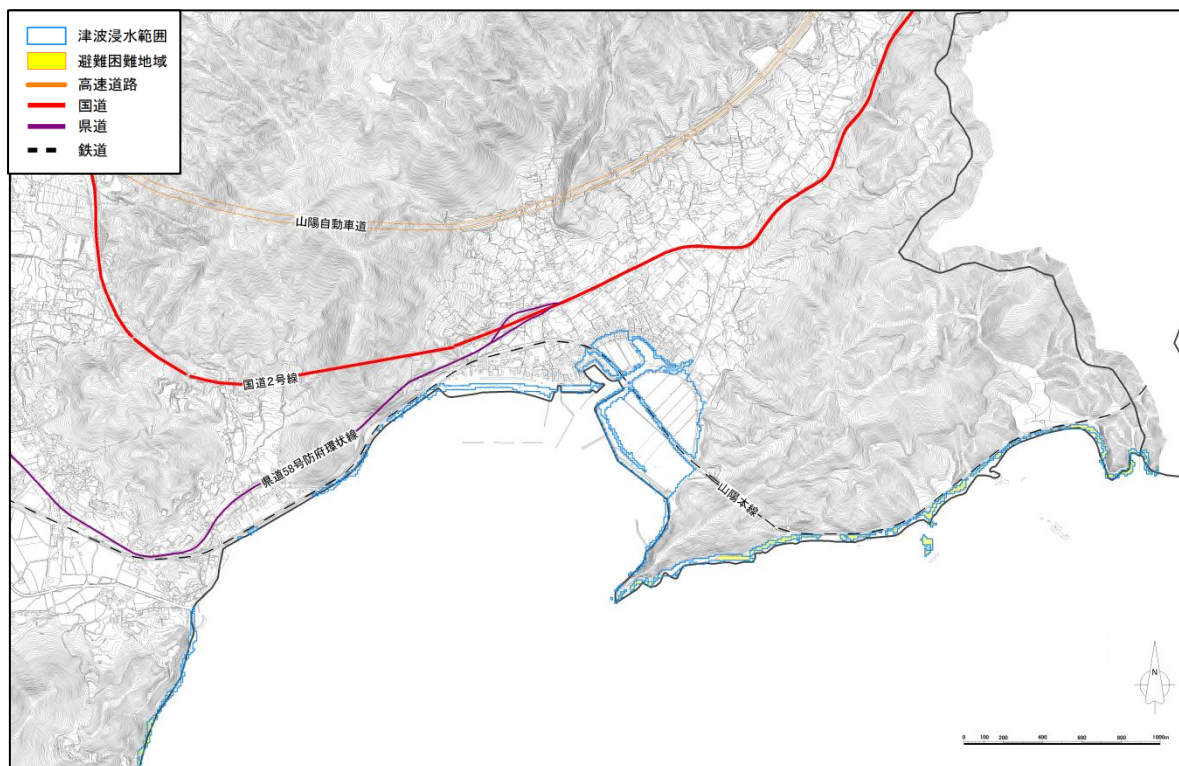 津波浸水範囲
避難困難地域
高速道路
国道
県道
鉄道
山陽自動車道
国道2号線
県道58号防府環状線
山陽本線
N
0 100 200 400 600 800 1000m